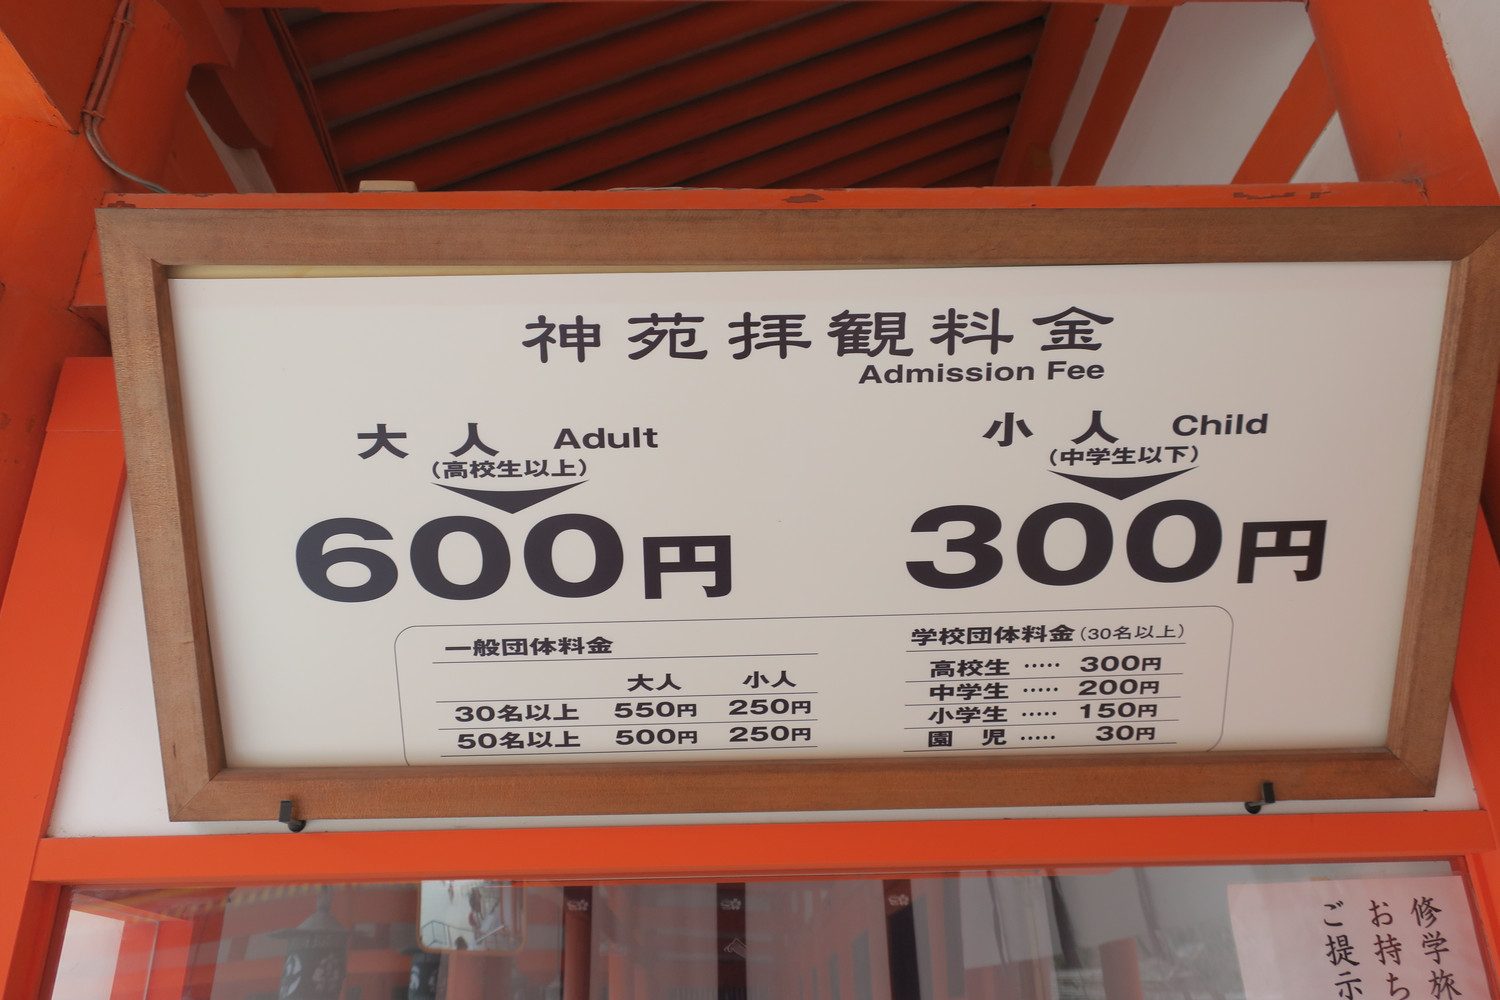 神苑拝観料金
Admission Fee
大人 Adult
(高校生以上)
600円
小人 Child
(中学生以下)
300円
一般団体料金
大人 小人
30名以上 550円 250円
50名以上 500円 250円
学校団体料金(30名以上)
高校生 ····· 300円
中学生 ····· 200円
小学生 ····· 150円
園児 ····· 30円
修学旅
お持ち
ご提示